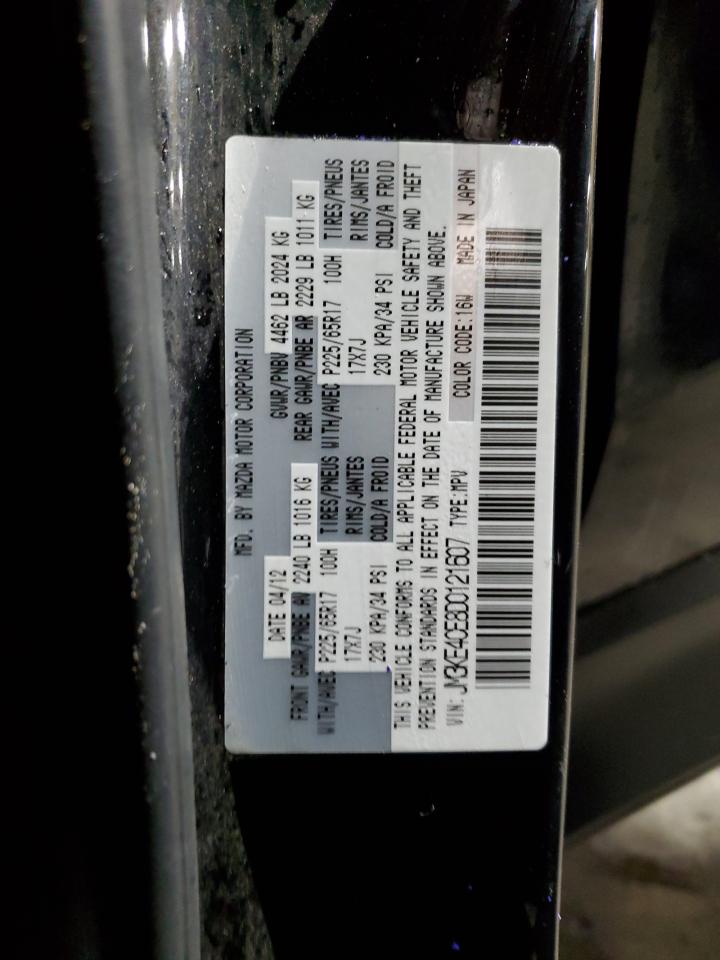 MFD. BY MAZDA MOTOR CORPORATION
DATE 04/12 GVWR/PNBV 4462 LB 2024 KG
FRONT GAWR/PNBE AV 2240 LB 1016 KG REAR GAWR/PNBE AR 2229 LB 1011 KG
WITH/AVEC P225/65R17 100H TIRES/PNEUS WITH/AVEC P225/65R17 100H TIRES/PNEUS
17X7J RIMS/JANTES 17X7J RIMS/JANTES
230 KPA/34 PSI COLD/A FROID 230 KPA/34 PSI COLD/A FROID
THIS VEHICLE CONFORMS TO ALL APPLICABLE FEDERAL MOTOR VEHICLE SAFETY AND THEFT
PREVENTION STANDARDS IN EFFECT ON THE DATE OF MANUFACTURE SHOWN ABOVE.
VIN: JM3KE4CE8D0121607 TYPE:MPV COLOR CODE:16W MADE IN JAPAN